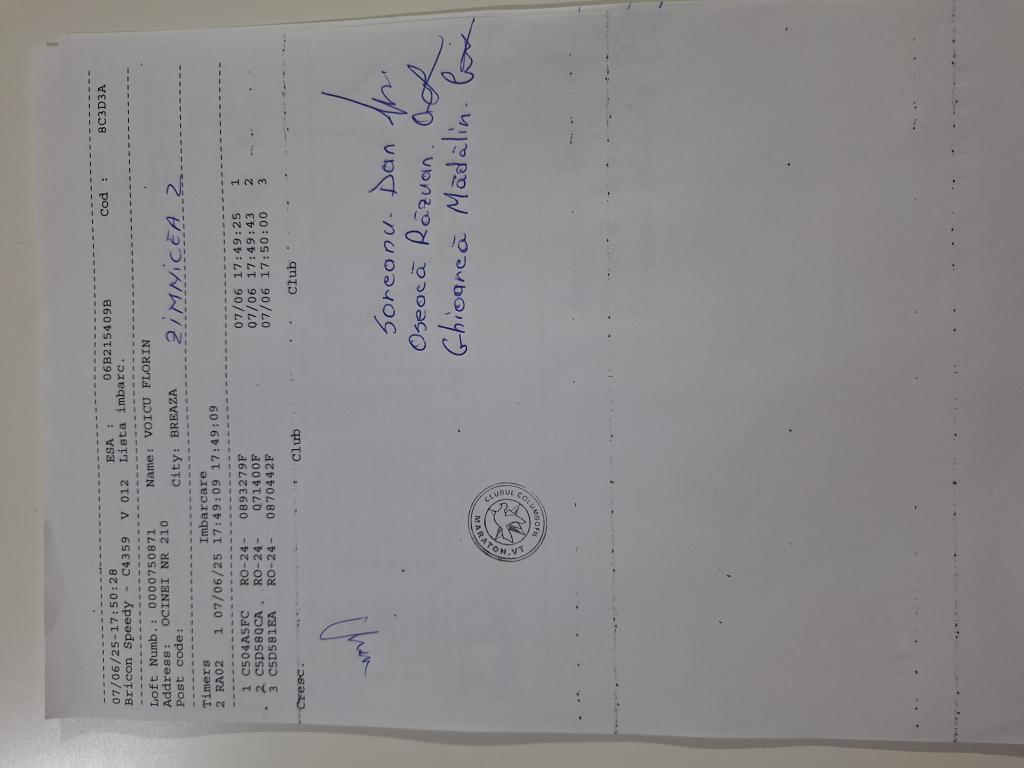 07/06/25-17:50:28 ESA : 06B215409B Cod : 8C3D3A
Bricon Speedy - C4359 V 012 Lista imbarc.
Loft Numb.: 0000750871 Name: VOICU FLORIN
Address: OCINEI NR 210
Post code: City: BREAZA ZIMNICEA 2
Timers Imbarcare
2 RAO2 1 07/06/25 17:49:09 17:49:09
1 C504A5FC RO-24- 0893279F 07/06 17:49:25 1
2 C5D58QCA RO-24- Q71400F 07/06 17:49:43 2
3 C5D581EA RO-24- 0870442F 07/06 17:50:00 3
Cresc. Club Club
Soreanu Dan
Oseacă Răzvan.
Ghioancă Mădălin.
CLUBUL COLUMBOFIL
MARATON.VT